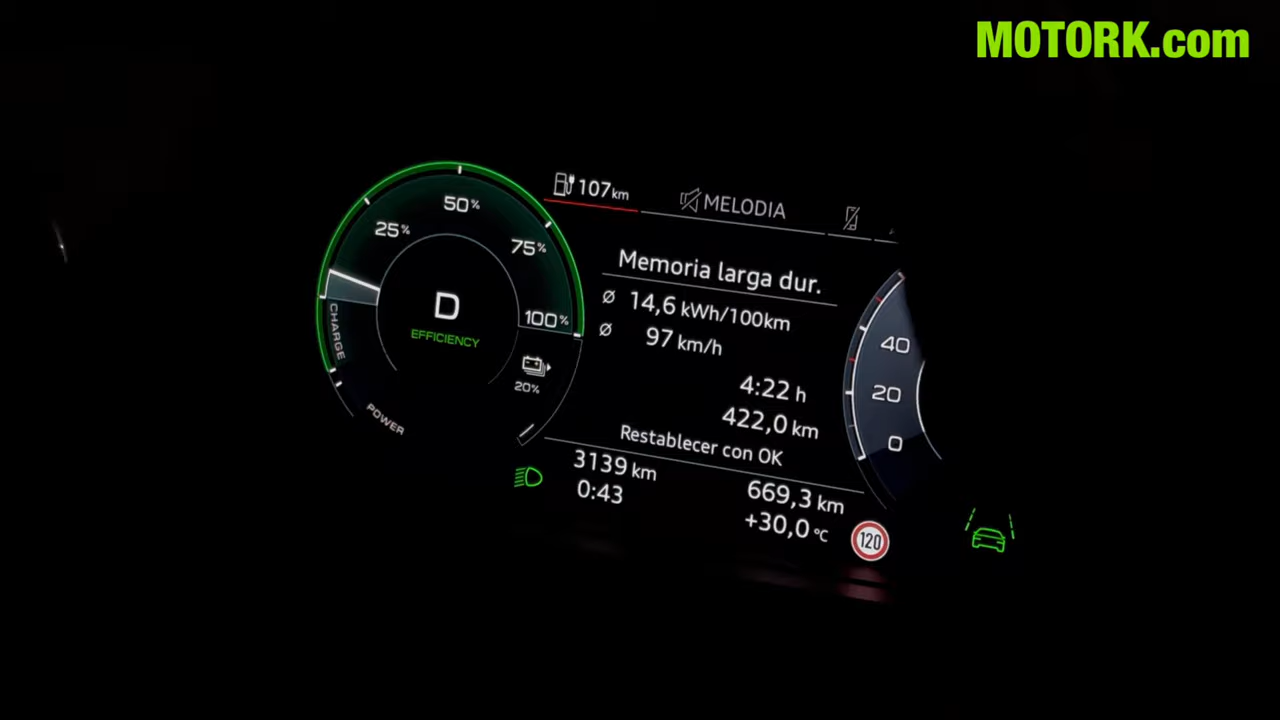 MOTORK.com
107 km
MELODIA
50%
25%
75%
100%
D
EFFICIENCY
CHARGE
POWER
20%
Memoria larga dur.
Ø 14,6 kWh/100km
Ø 97 km/h
4:22 h
422,0 km
Restablecer con OK
3139 km
669,3 km
0:43
+30,0 °C
120
40
20
0